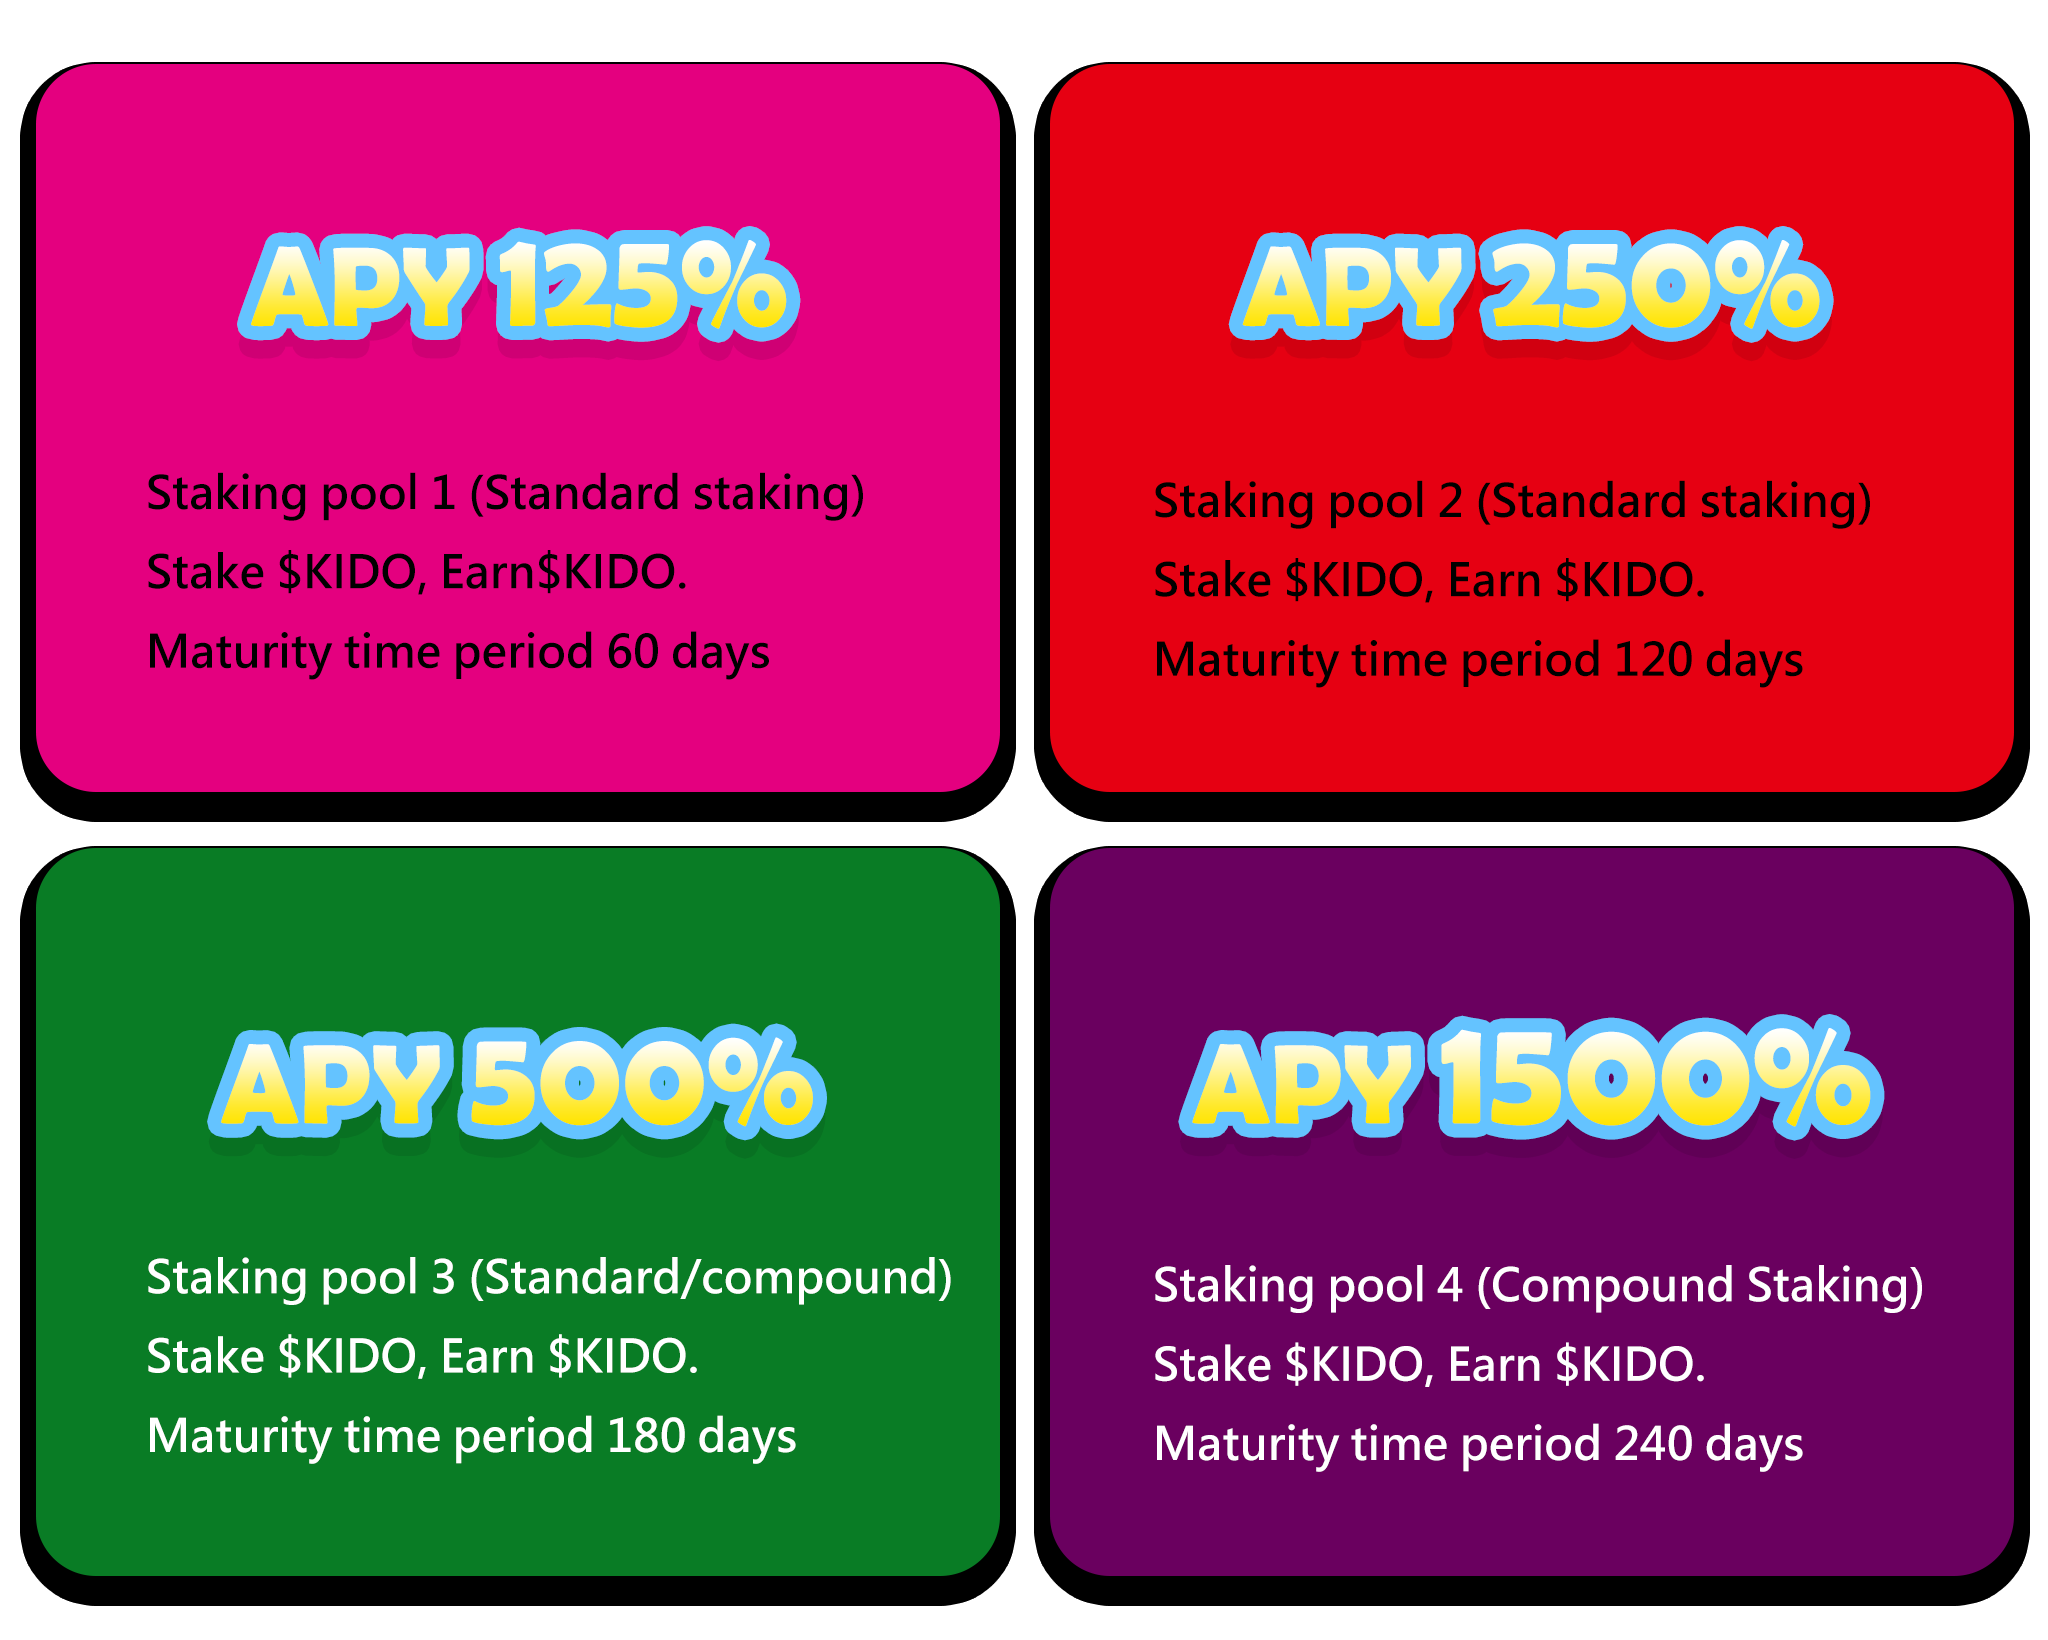 APY 125%
Staking pool 1 (Standard staking)
Stake $KIDO, Earn$KIDO.
Maturity time period 60 days
APY 250%
Staking pool 2 (Standard staking)
Stake $KIDO, Earn $KIDO.
Maturity time period 120 days
APY 500%
Staking pool 3 (Standard/compound)
Stake $KIDO, Earn $KIDO.
Maturity time period 180 days
APY 1500%
Staking pool 4 (Compound Staking)
Stake $KIDO, Earn $KIDO.
Maturity time period 240 days